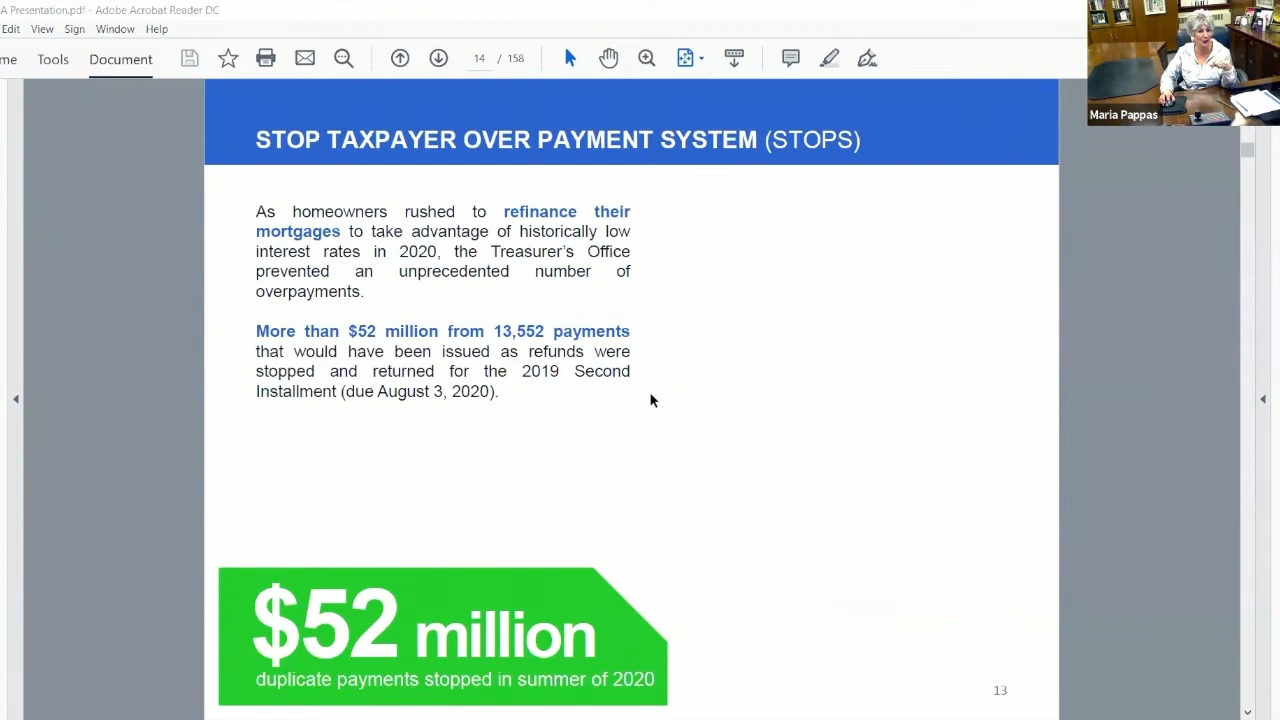 A Presentation.pdf - Adobe Acrobat Reader DC
Edit View Sign Window Help
me Tools Document 14 / 158
Maria Pappas
STOP TAXPAYER OVER PAYMENT SYSTEM (STOPS)
As homeowners rushed to refinance their
mortgages to take advantage of historically low
interest rates in 2020, the Treasurer's Office
prevented an unprecedented number of
overpayments.
More than $52 million from 13,552 payments
that would have been issued as refunds were
stopped and returned for the 2019 Second
Installment (due August 3, 2020).
$52 million
duplicate payments stopped in summer of 2020
13